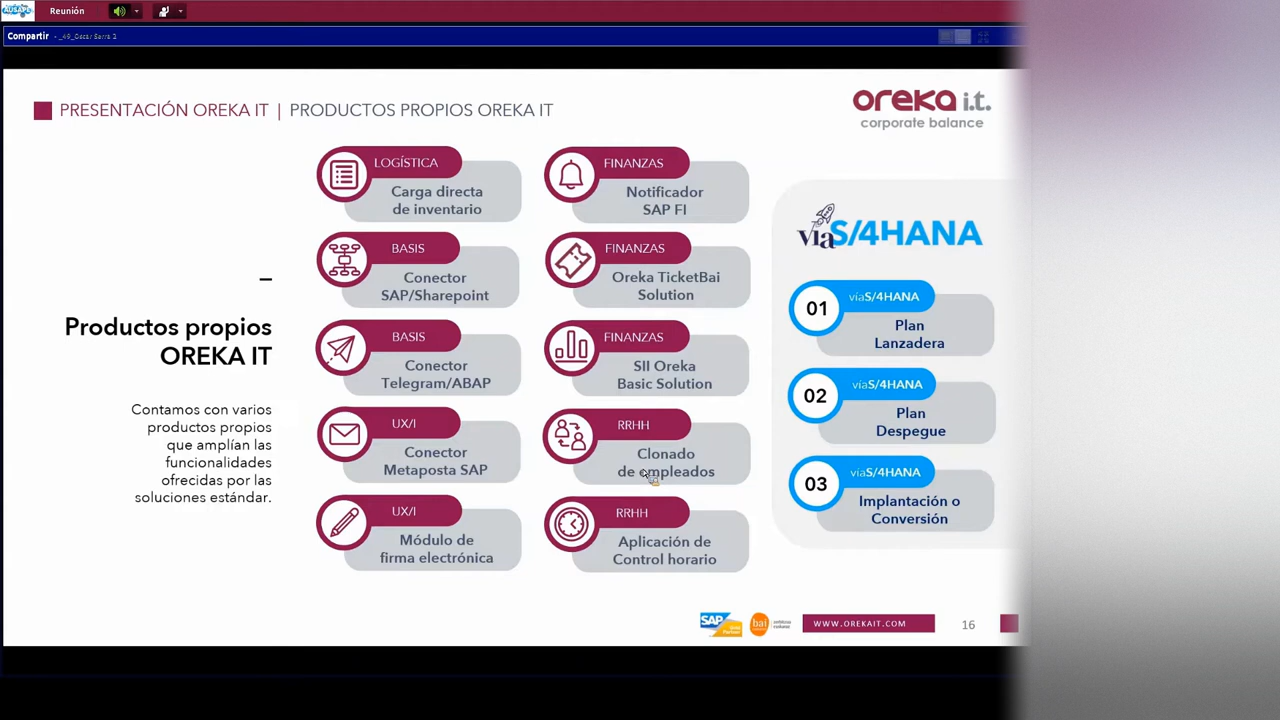 Reunión
Compartir
PRESENTACIÓN OREKA IT | PRODUCTOS PROPIOS OREKA IT
oreka i.t.
corporate balance
Productos propios
OREKA IT
Contamos con varios
productos propios
que amplían las
funcionalidades
ofrecidas por las
soluciones estándar.
LOGÍSTICA
Carga directa
de inventario
BASIS
Conector
SAP/Sharepoint
BASIS
Conector
Telegram/ABAP
UX/I
Conector
Metaposta SAP
UX/I
Módulo de
firma electrónica
FINANZAS
Notificador
SAP FI
FINANZAS
Oreka TicketBai
Solution
FINANZAS
SII Oreka
Basic Solution
RRHH
Clonado
de empleados
RRHH
Aplicación de
Control horario
víaS/4HANA
01
víaS/4HANA
Plan
Lanzadera
02
víaS/4HANA
Plan
Despegue
03
víaS/4HANA
Implantación o
Conversión
SAP
bai
WWW.OREKAIT.COM
16